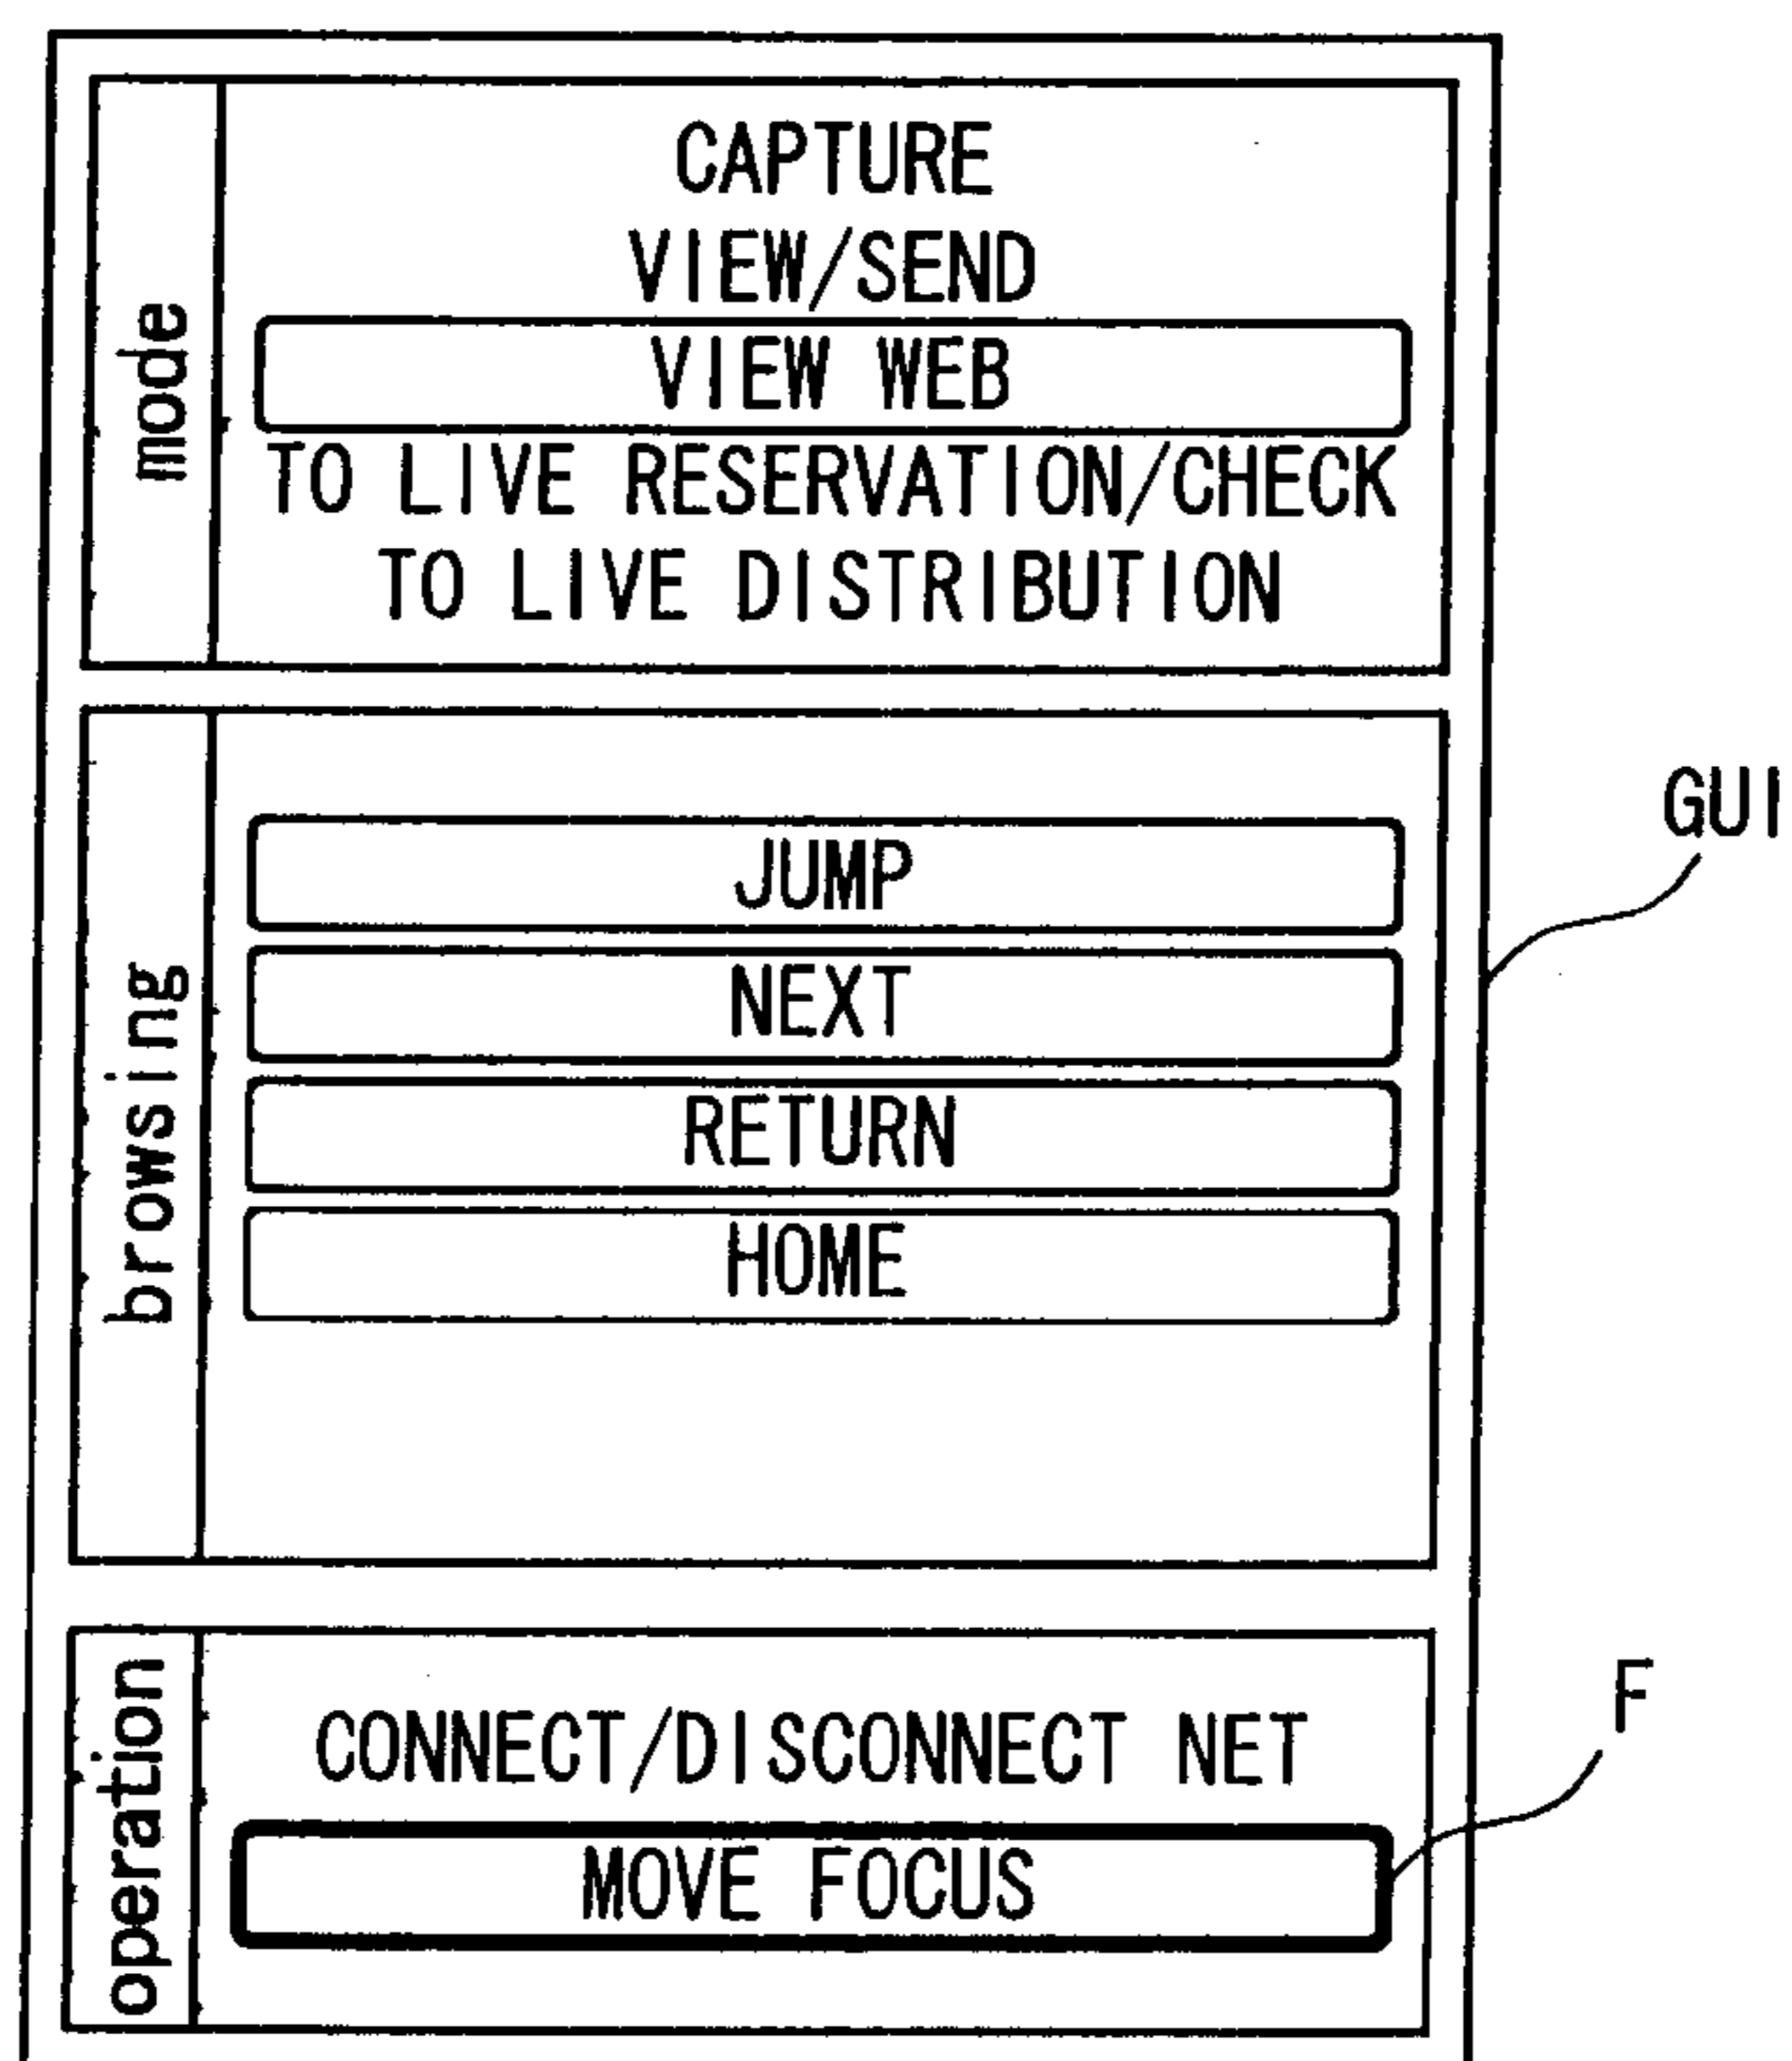 mode
CAPTURE
VIEW/SEND
VIEW WEB
TO LIVE RESERVATION/CHECK
TO LIVE DISTRIBUTION
browsing
JUMP
NEXT
RETURN
HOME
GUI
operation
CONNECT/DISCONNECT NET
MOVE FOCUS
F